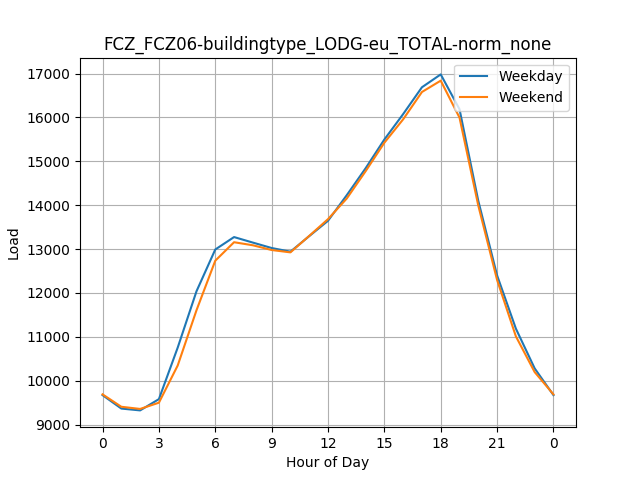 FCZ_FCZ06-buildingtype_LODG-eu_TOTAL-norm_none
17000
16000
15000
14000
13000
12000
11000
10000
9000
Load
Weekday
Weekend
0 3 6 9 12 15 18 21 0
Hour of Day